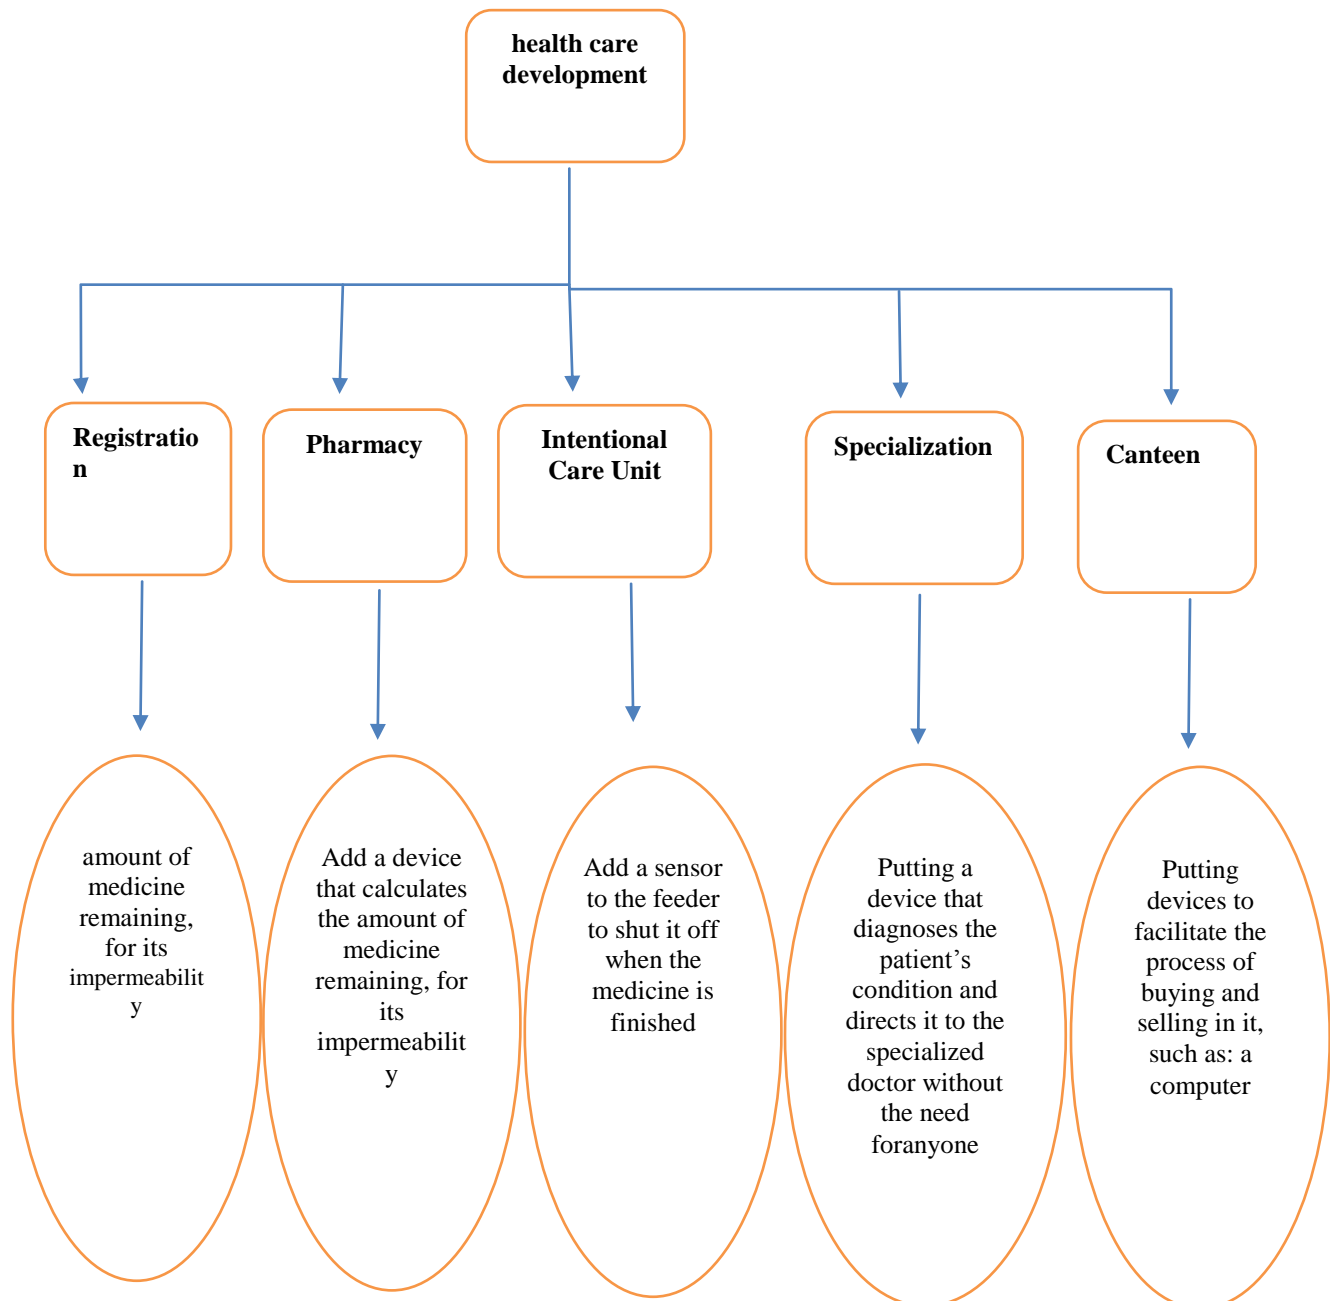 health care
development
Registratio
n
Pharmacy
Intentional
Care Unit
Specialization
Canteen
amount of
medicine
remaining,
for its
impermeabilit
y
Add a device
that calculates
the amount of
medicine
remaining, for
its
impermeabilit
y
Add a sensor
to the feeder
to shut it off
when the
medicine is
finished
Putting a
device that
diagnoses the
patient’s
condition and
directs it to the
specialized
doctor without
the need
foranyone
Putting
devices to
facilitate the
process of
buying and
selling in it,
such as: a
computer